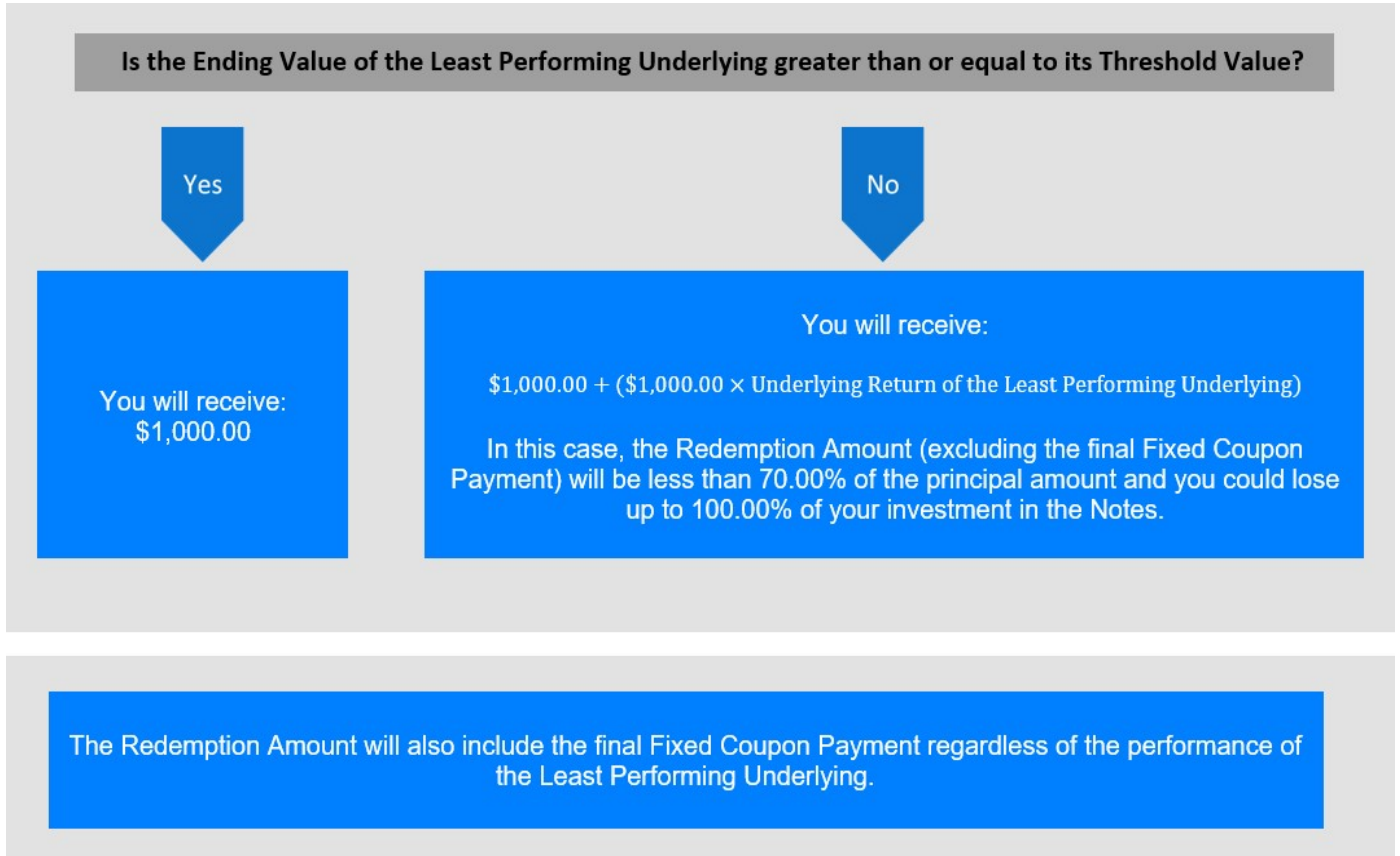 Is the Ending Value of the Least Performing Underlying greater than or equal to its Threshold Value?
Yes
No
You will receive:
$1,000.00
You will receive:
$1,000.00 + ($1,000.00 × Underlying Return of the Least Performing Underlying)
In this case, the Redemption Amount (excluding the final Fixed Coupon
Payment) will be less than 70.00% of the principal amount and you could lose
up to 100.00% of your investment in the Notes.
The Redemption Amount will also include the final Fixed Coupon Payment regardless of the performance of
the Least Performing Underlying.